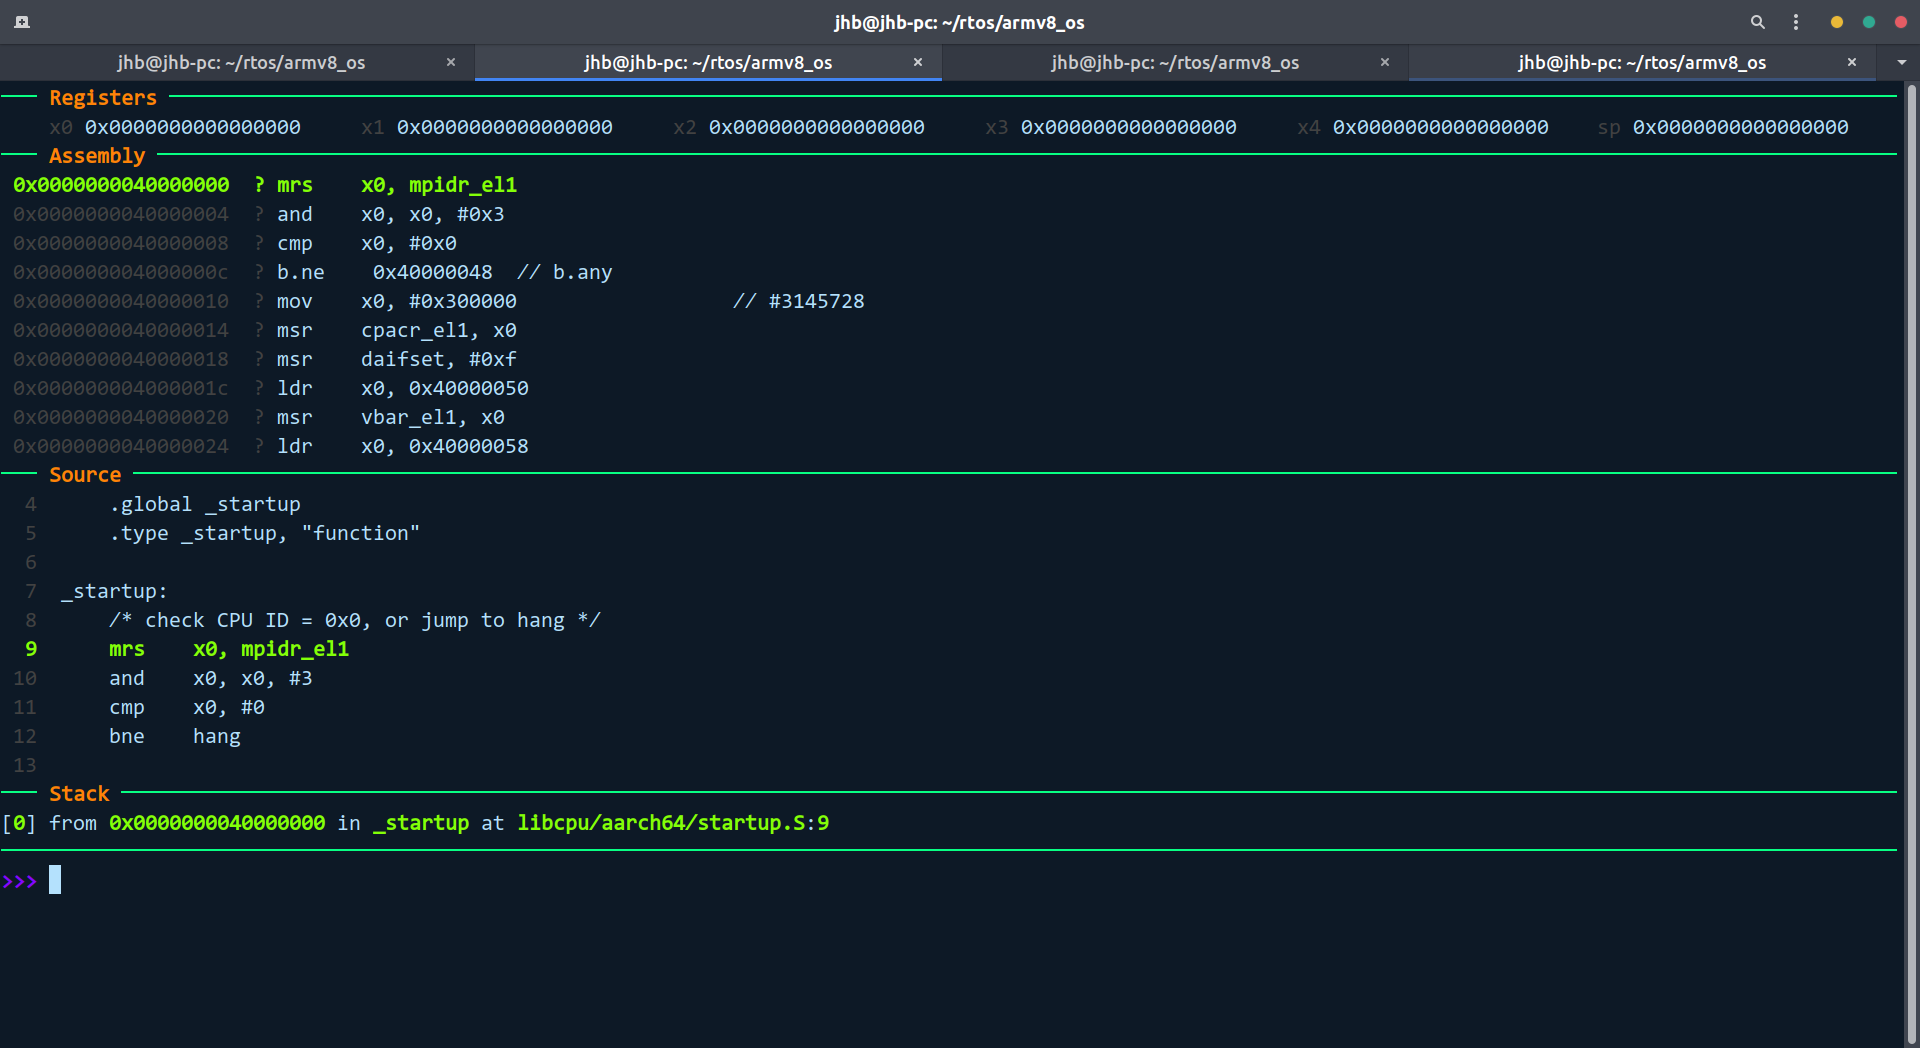 jhb@jhb-pc: ~/rtos/armv8_os
jhb@jhb-pc: ~/rtos/armv8_os × jhb@jhb-pc: ~/rtos/armv8_os × jhb@jhb-pc: ~/rtos/armv8_os × jhb@jhb-pc: ~/rtos/armv8_os ×
Registers
x0 0x0000000000000000 x1 0x0000000000000000 x2 0x0000000000000000 x3 0x0000000000000000 x4 0x0000000000000000 sp 0x0000000000000000
Assembly
0x0000000040000000 ? mrs x0, mpidr_el1
0x0000000040000004 ? and x0, x0, #0x3
0x0000000040000008 ? cmp x0, #0x0
0x000000004000000c ? b.ne 0x40000048 // b.any
0x0000000040000010 ? mov x0, #0x300000 // #3145728
0x0000000040000014 ? msr cpacr_el1, x0
0x0000000040000018 ? msr daifset, #0xf
0x000000004000001c ? ldr x0, 0x40000050
0x0000000040000020 ? msr vbar_el1, x0
0x0000000040000024 ? ldr x0, 0x40000058
Source
4 .global _startup
5 .type _startup, "function"
6
7 _startup:
8 /* check CPU ID = 0x0, or jump to hang */
9 mrs x0, mpidr_el1
10 and x0, x0, #3
11 cmp x0, #0
12 bne hang
13
Stack
[0] from 0x0000000040000000 in _startup at libcpu/aarch64/startup.S:9
>>>